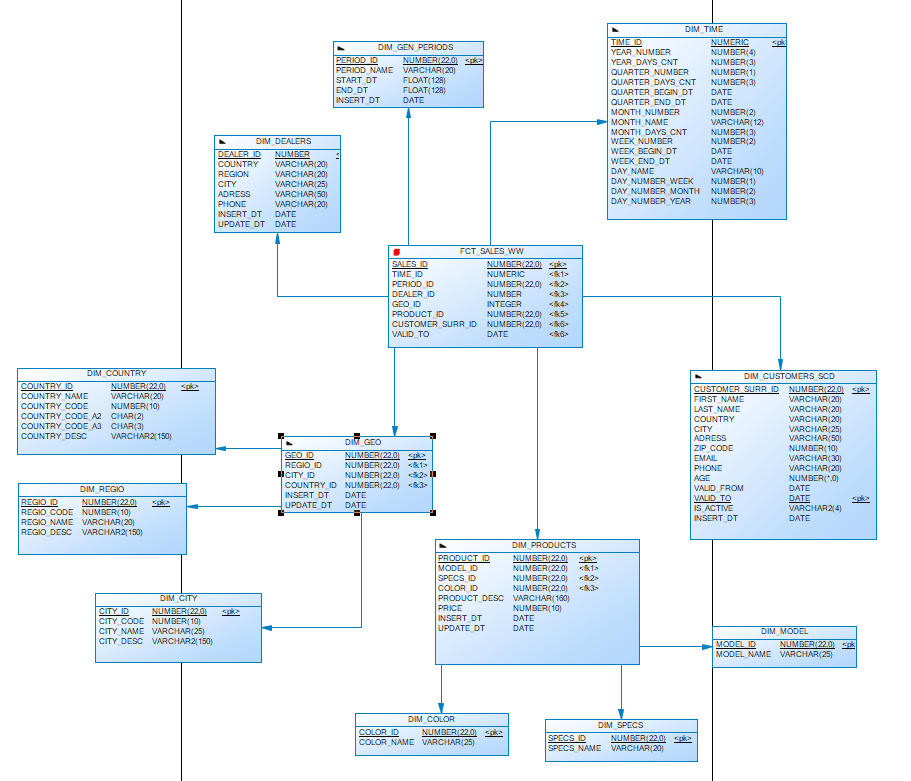 DIM_GEN_PERIODS
PERIOD_ID NUMBER(22,0) <pk>
PERIOD_NAME VARCHAR(20)
START_DT FLOAT(128)
END_DT FLOAT(128)
INSERT_DT DATE
DIM_TIME
TIME_ID NUMERIC <pk
YEAR_NUMBER NUMBER(4)
YEAR_DAYS_CNT NUMBER(3)
QUARTER_NUMBER NUMBER(1)
QUARTER_DAYS_CNT NUMBER(3)
QUARTER_BEGIN_DT DATE
QUARTER_END_DT DATE
MONTH_NUMBER NUMBER(2)
MONTH_NAME VARCHAR(12)
MONTH_DAYS_CNT NUMBER(3)
WEEK_NUMBER NUMBER(2)
WEEK_BEGIN_DT DATE
WEEK_END_DT DATE
DAY_NAME VARCHAR(10)
DAY_NUMBER_WEEK NUMBER(1)
DAY_NUMBER_MONTH NUMBER(2)
DAY_NUMBER_YEAR NUMBER(3)
DIM_DEALERS
DEALER_ID NUMBER <
COUNTRY VARCHAR(20)
REGION VARCHAR(20)
CITY VARCHAR(25)
ADRESS VARCHAR(50)
PHONE VARCHAR(20)
INSERT_DT DATE
UPDATE_DT DATE
FCT_SALES_WW
SALES_ID NUMBER(22,0) <pk>
TIME_ID NUMERIC <fk1>
PERIOD_ID NUMBER(22,0) <fk2>
DEALER_ID NUMBER <fk3>
GEO_ID INTEGER <fk4>
PRODUCT_ID NUMBER(22,0) <fk5>
CUSTOMER_SURR_ID NUMBER(22,0) <fk6>
VALID_TO DATE <fk6>
DIM_COUNTRY
COUNTRY_ID NUMBER(22,0) <pk>
COUNTRY_NAME VARCHAR(20)
COUNTRY_CODE NUMBER(10)
COUNTRY_CODE_A2 CHAR(2)
COUNTRY_CODE_A3 CHAR(3)
COUNTRY_DESC VARCHAR2(150)
DIM_CUSTOMERS_SCD
CUSTOMER_SURR_ID NUMBER(22,0) <pk>
FIRST_NAME VARCHAR(20)
LAST_NAME VARCHAR(20)
COUNTRY VARCHAR(20)
CITY VARCHAR(25)
ADRESS VARCHAR(50)
ZIP_CODE NUMBER(10)
EMAIL VARCHAR(30)
PHONE VARCHAR(20)
AGE NUMBER(*,0)
VALID_FROM DATE
VALID_TO DATE <pk>
IS_ACTIVE VARCHAR2(4)
INSERT_DT DATE
DIM_GEO
GEO_ID NUMBER(22,0) <pk>
REGIO_ID NUMBER(22,0) <fk1>
CITY_ID NUMBER(22,0) <fk2>
COUNTRY_ID NUMBER(22,0) <fk3>
INSERT_DT DATE
UPDATE_DT DATE
DIM_REGIO
REGIO_ID NUMBER(22,0) <pk>
REGIO_CODE NUMBER(10)
REGIO_NAME VARCHAR(20)
REGIO_DESC VARCHAR2(150)
DIM_PRODUCTS
PRODUCT_ID NUMBER(22,0) <pk>
MODEL_ID NUMBER(22,0) <fk1>
SPECS_ID NUMBER(22,0) <fk2>
COLOR_ID NUMBER(22,0) <fk3>
PRODUCT_DESC VARCHAR(160)
PRICE NUMBER(10)
INSERT_DT DATE
UPDATE_DT DATE
DIM_CITY
CITY_ID NUMBER(22,0) <pk>
CITY_CODE NUMBER(10)
CITY_NAME VARCHAR(25)
CITY_DESC VARCHAR2(150)
DIM_MODEL
MODEL_ID NUMBER(22,0) <pk
MODEL_NAME VARCHAR(25)
DIM_COLOR
COLOR_ID NUMBER(22,0) <pk>
COLOR_NAME VARCHAR(25)
DIM_SPECS
SPECS_ID NUMBER(22,0) <pk>
SPECS_NAME VARCHAR(20)